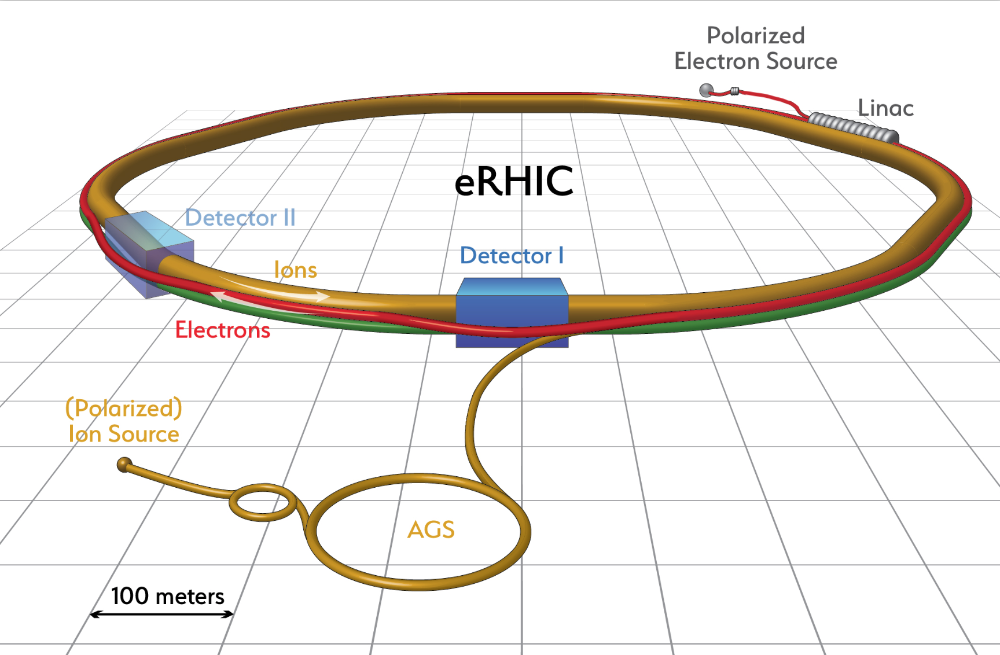 Polarized
Electron Source
Linac
eRHIC
Detector II
Detector I
Ions
Electrons
(Polarized)
Ion Source
AGS
100 meters